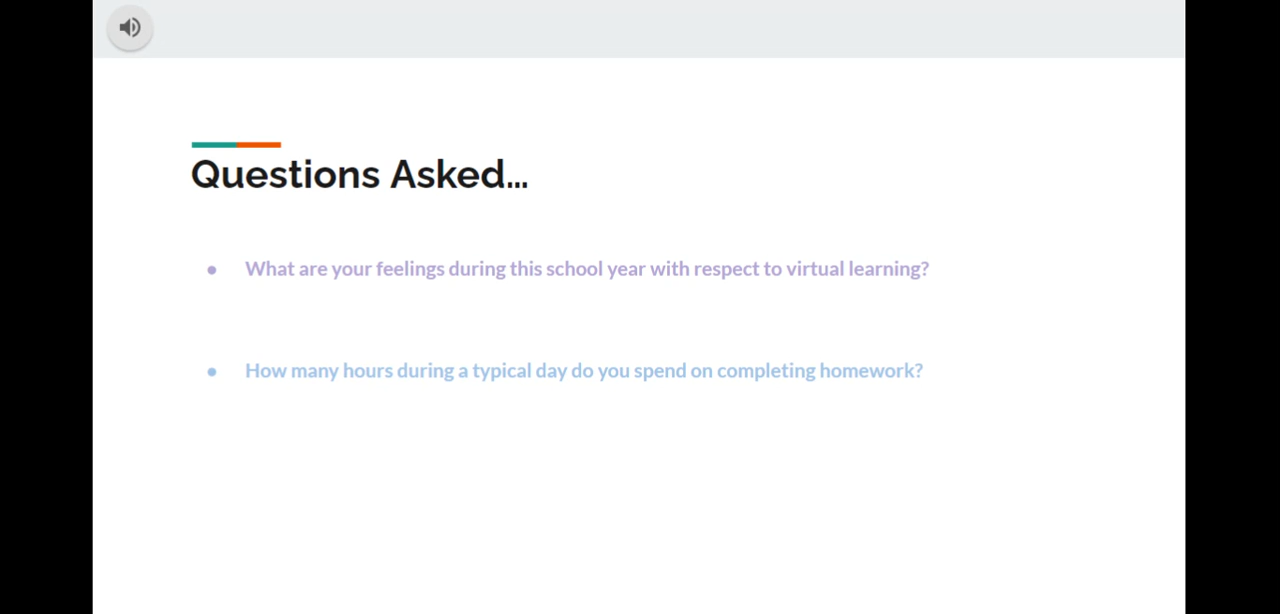 Questions Asked...
● What are your feelings during this school year with respect to virtual learning?
● How many hours during a typical day do you spend on completing homework?